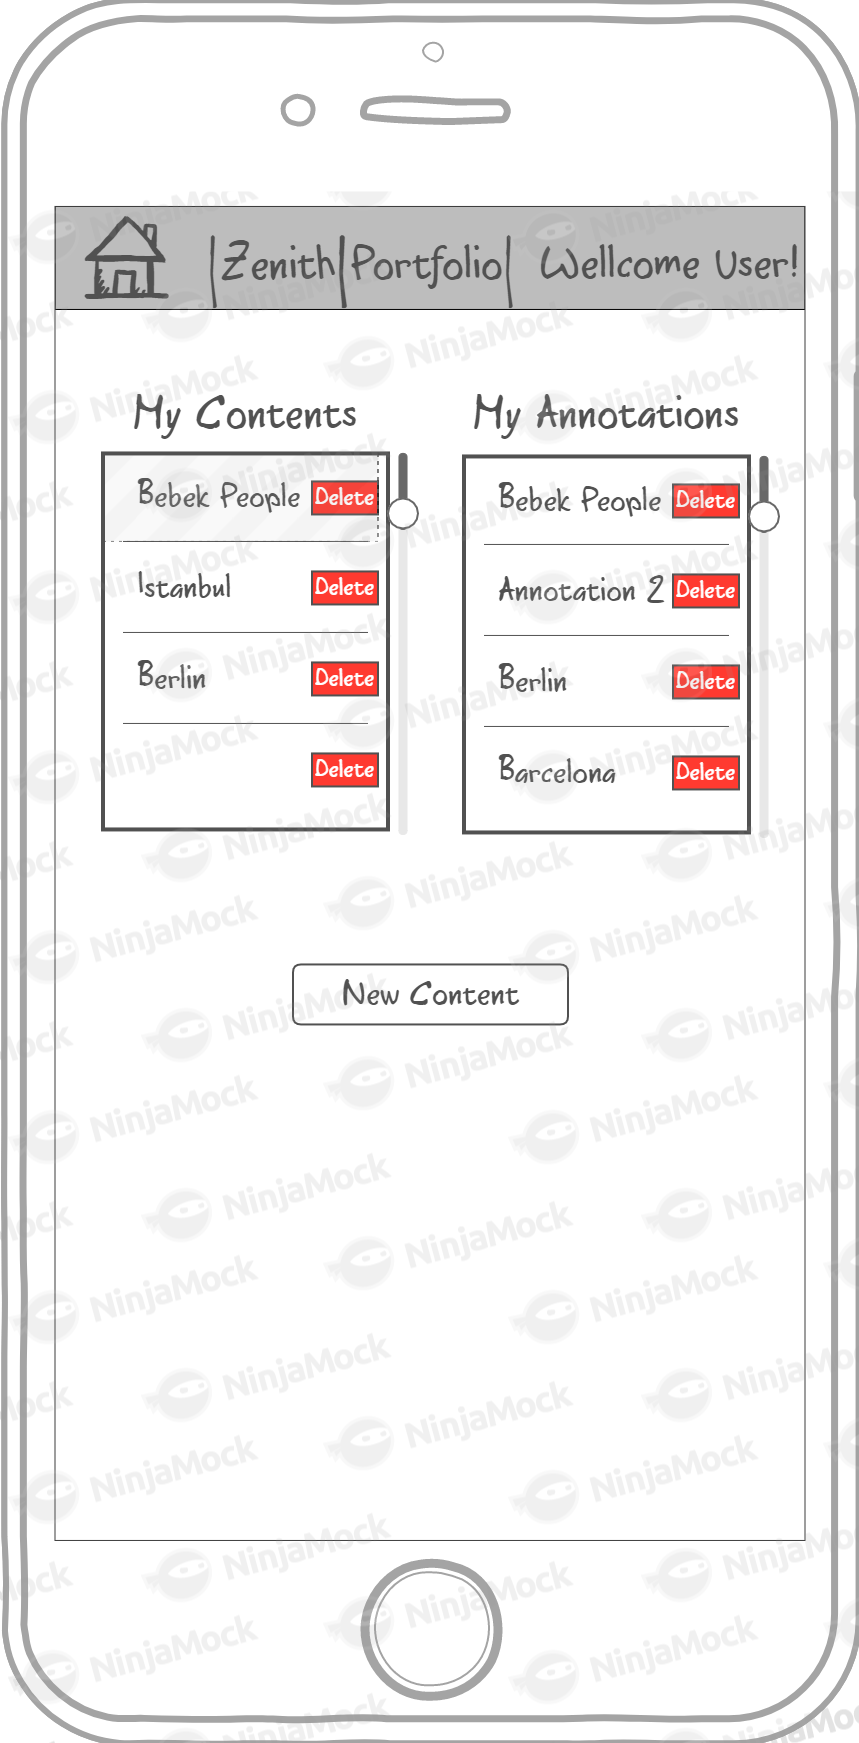 Zenith Portfolio Wellcome User!
My Contents
Bebek People Delete
Istanbul Delete
Berlin Delete
Delete
My Annotations
Bebek People Delete
Annotation 2 Delete
Berlin Delete
Barcelona Delete
New Content
NinjaMock